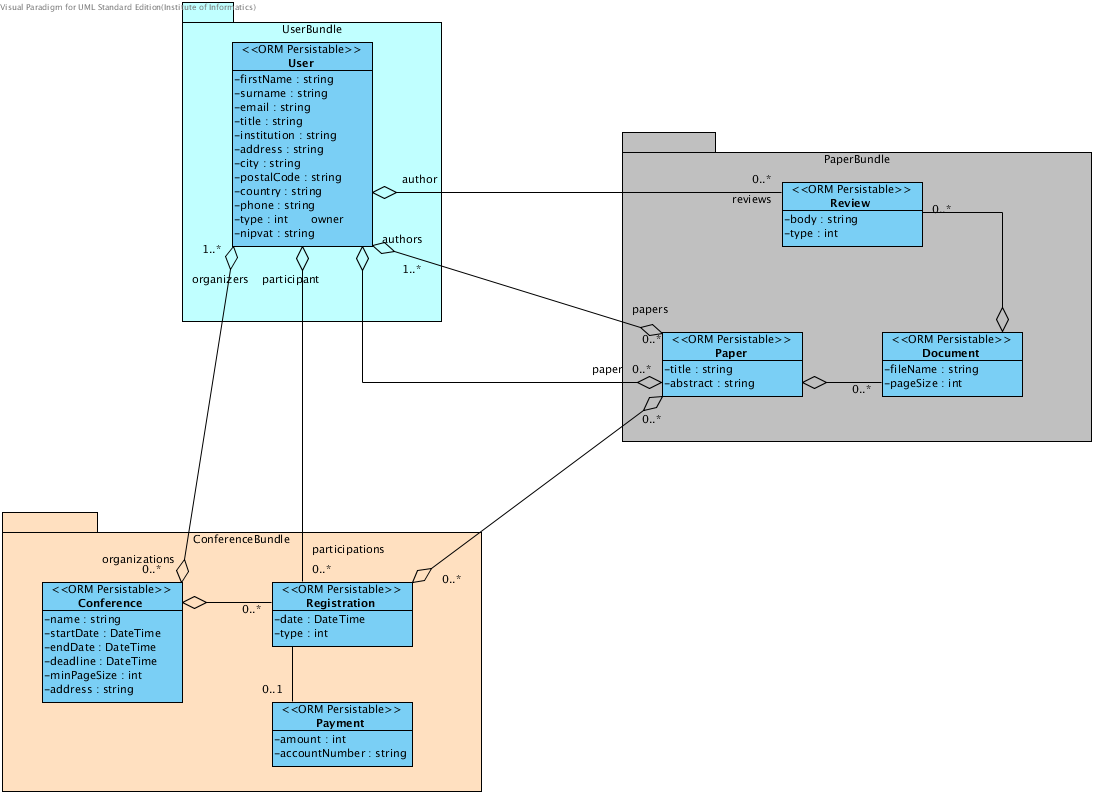 Visual Paradigm for UML Standard Edition(Institute of Informatics)
UserBundle
<<ORM Persistable>>
User
-firstName : string
-surname : string
-email : string
-title : string
-institution : string
-address : string
-city : string
-postalCode : string
-country : string
-phone : string
-type : int
owner
-nipvat : string
author
authors
1..*
1..*
organizers
participant
PaperBundle
0..*
reviews
<<ORM Persistable>>
Review
-body : string
-type : int
0..*
papers
0..*
<<ORM Persistable>>
Paper
-title : string
-abstract : string
paper
0..*
0..*
<<ORM Persistable>>
Document
-fileName : string
-pageSize : int
0..*
ConferenceBundle
organizations
0..*
participations
0..*
0..*
<<ORM Persistable>>
Conference
-name : string
-startDate : DateTime
-endDate : DateTime
-deadline : DateTime
-minPageSize : int
-address : string
0..*
<<ORM Persistable>>
Registration
-date : DateTime
-type : int
0..1
<<ORM Persistable>>
Payment
-amount : int
-accountNumber : string